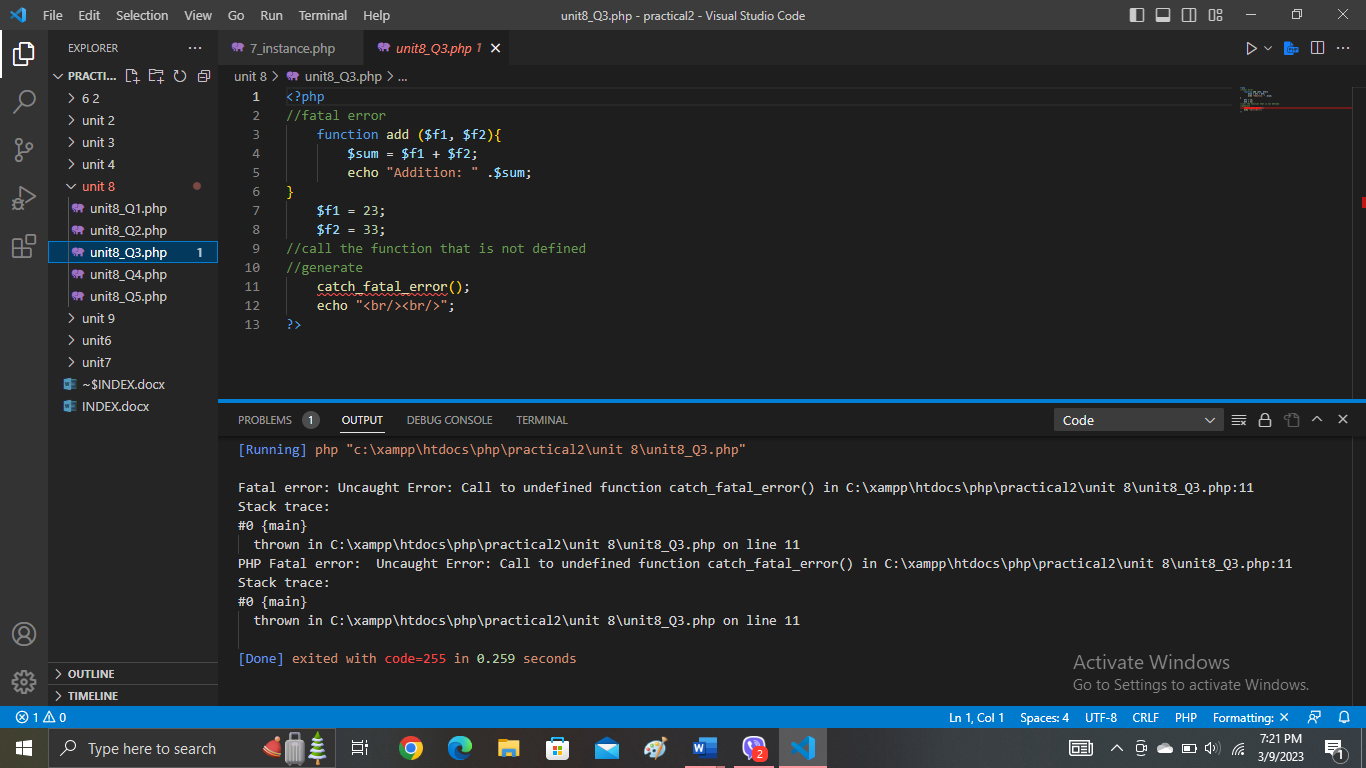 File Edit Selection View Go Run Terminal Help unit8_Q3.php - practical2 - Visual Studio Code
EXPLORER
PRACTI...
6 2
unit 2
unit 3
unit 4
unit 8
unit8_Q1.php
unit8_Q2.php
unit8_Q3.php 1
unit8_Q4.php
unit8_Q5.php
unit 9
unit6
unit7
~$INDEX.docx
INDEX.docx
OUTLINE
TIMELINE
7_instance.php unit8_Q3.php 1
unit 8 > unit8_Q3.php > ...
1 <?php
2 //fatal error
3 function add ($f1, $f2){
4 $sum = $f1 + $f2;
5 echo "Addition: " .$sum;
6 }
7 $f1 = 23;
8 $f2 = 33;
9 //call the function that is not defined
10 //generate
11 catch_fatal_error();
12 echo "<br/><br/>";
13 ?>
PROBLEMS 1 OUTPUT DEBUG CONSOLE TERMINAL Code
[Running] php "c:\xampp\htdocs\php\practical2\unit 8\unit8_Q3.php"
Fatal error: Uncaught Error: Call to undefined function catch_fatal_error() in C:\xampp\htdocs\php\practical2\unit 8\unit8_Q3.php:11
Stack trace:
#0 {main}
thrown in C:\xampp\htdocs\php\practical2\unit 8\unit8_Q3.php on line 11
PHP Fatal error:  Uncaught Error: Call to undefined function catch_fatal_error() in C:\xampp\htdocs\php\practical2\unit 8\unit8_Q3.php:11
Stack trace:
#0 {main}
thrown in C:\xampp\htdocs\php\practical2\unit 8\unit8_Q3.php on line 11
[Done] exited with code=255 in 0.259 seconds
Activate Windows
Go to Settings to activate Windows.
1 0 Ln 1, Col 1 Spaces: 4 UTF-8 CRLF PHP Formatting: ×
Type here to search
2
7:21 PM
3/9/2023
1